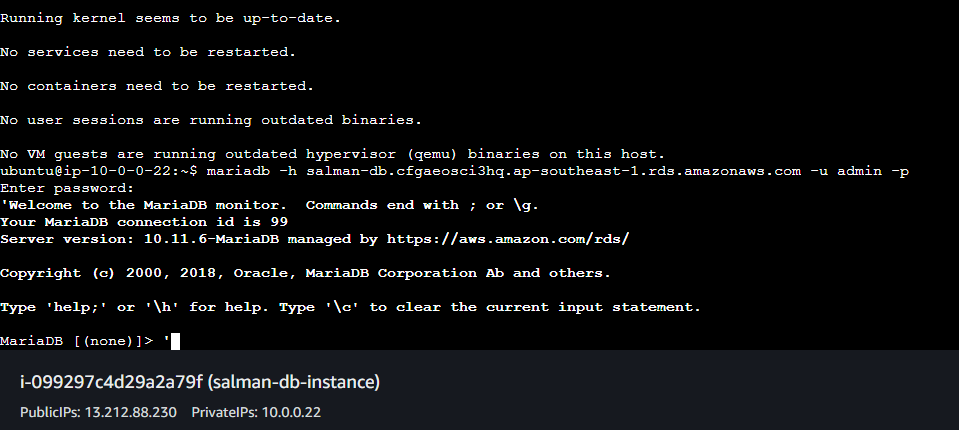 Running kernel seems to be up-to-date.
No services need to be restarted.
No containers need to be restarted.
No user sessions are running outdated binaries.
No VM guests are running outdated hypervisor (qemu) binaries on this host.
ubuntu@ip-10-0-0-22:~$ mariadb -h salman-db.cfgaeosci3hq.ap-southeast-1.rds.amazonaws.com -u admin -p
Enter password:
'Welcome to the MariaDB monitor.  Commands end with ; or \g.
Your MariaDB connection id is 99
Server version: 10.11.6-MariaDB managed by https://aws.amazon.com/rds/
Copyright (c) 2000, 2018, Oracle, MariaDB Corporation Ab and others.
Type 'help;' or '\h' for help. Type '\c' to clear the current input statement.
MariaDB [(none)]> '
i-099297c4d29a2a79f (salman-db-instance)
PublicIPs: 13.212.88.230    PrivateIPs: 10.0.0.22